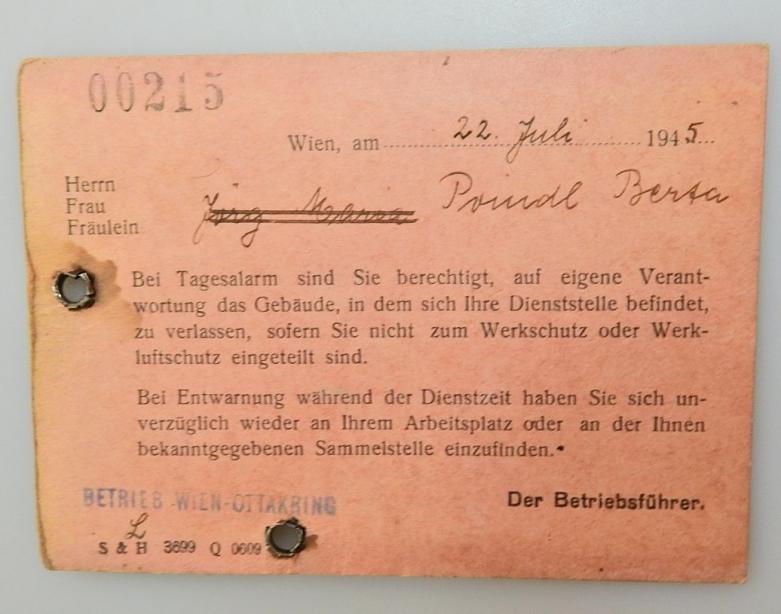 00215
Wien, am 22. Juli 1945
Herrn
Frau
Fräulein
Poindl Berta
Bei Tagesalarm sind Sie berechtigt, auf eigene Verant-
wortung das Gebäude, in dem sich Ihre Dienststelle befindet,
zu verlassen, sofern Sie nicht zum Werkschutz oder Werk-
luftschutz eingeteilt sind.
Bei Entwarnung während der Dienstzeit haben Sie sich un-
verzüglich wieder an Ihrem Arbeitsplatz oder an der Ihnen
bekanntgegebenen Sammelstelle einzufinden.
BETRIEB WIEN-OTTAKRING
Der Betriebsführer.
S & H 3699 Q 0609